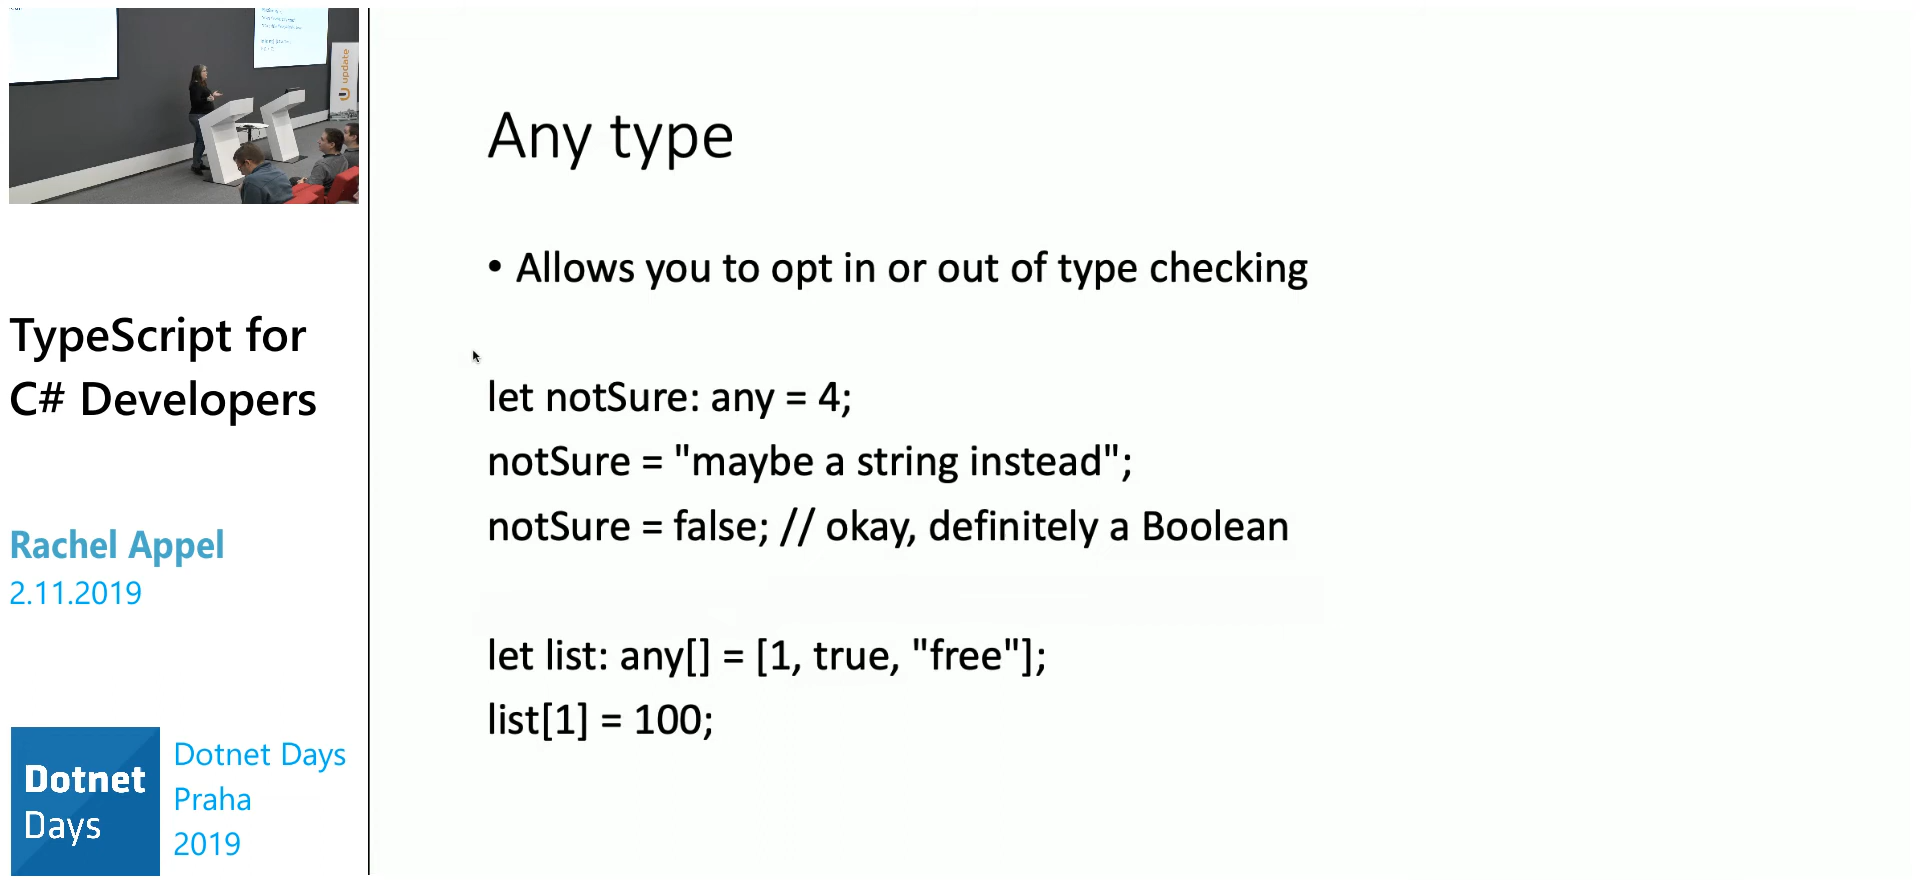 update
TypeScript for
C# Developers
Rachel Appel
2.11.2019
Dotnet
Days
Dotnet Days
Praha
2019
Any type
• Allows you to opt in or out of type checking
let notSure: any = 4;
notSure = "maybe a string instead";
notSure = false; // okay, definitely a Boolean
let list: any[] = [1, true, "free"];
list[1] = 100;